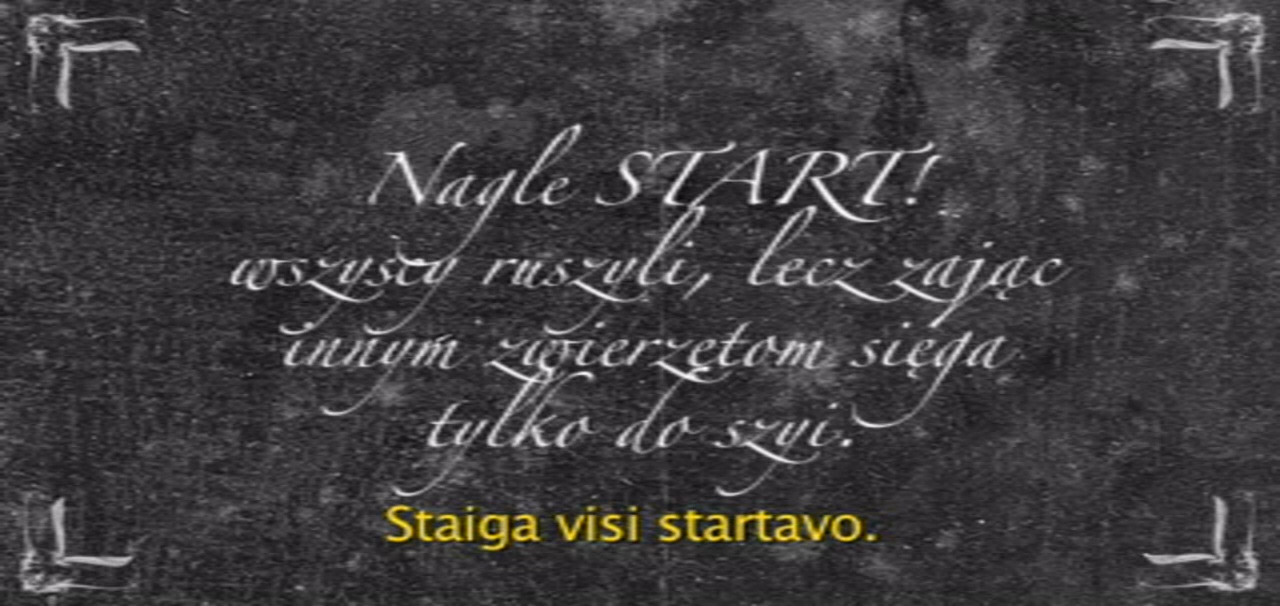 Nagle START!
wszyscy ruszyli, lecz zając
innym zwierzętom sięga
tylko do szyi.
Staiga visi startavo.